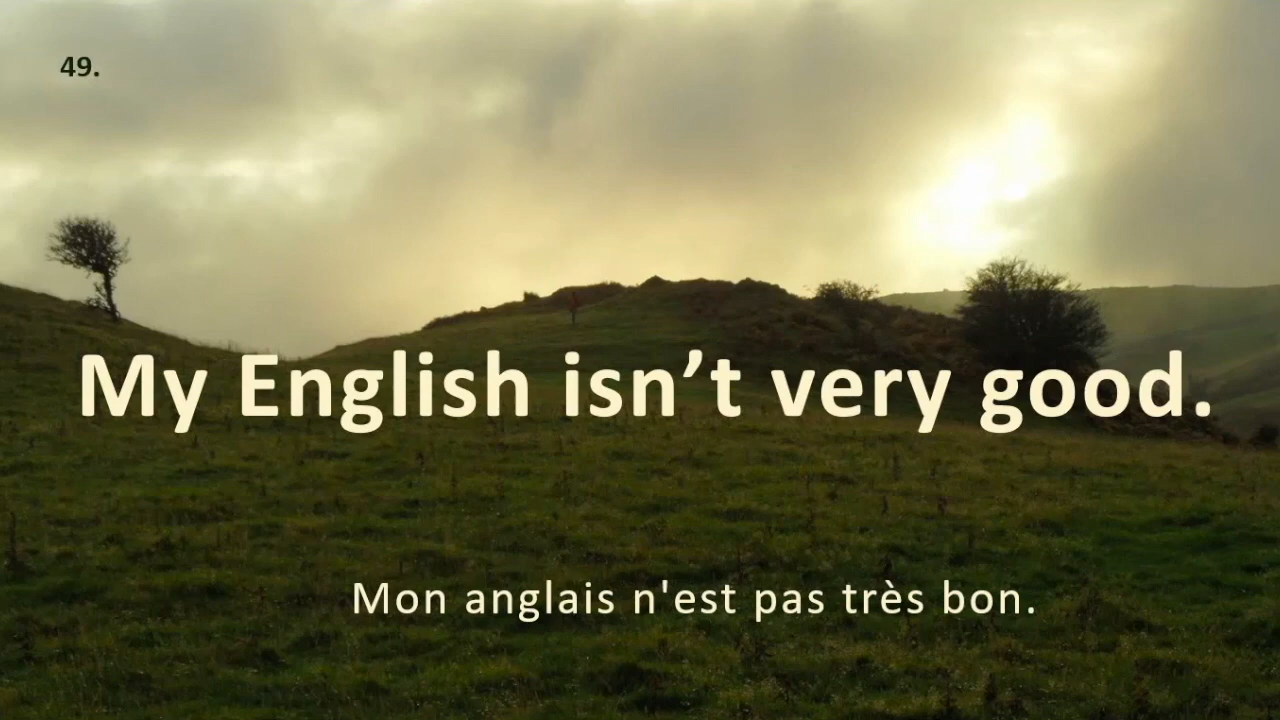 49.
My English isn’t very good.
Mon anglais n'est pas très bon.